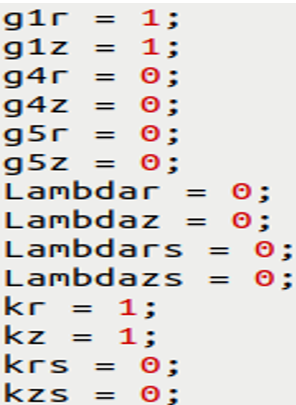 g1r = 1;
g1z = 1;
g4r = 0;
g4z = 0;
g5r = 0;
g5z = 0;
Lambdar = 0;
Lambdaz = 0;
Lambdars = 0;
Lambdazs = 0;
kr = 1;
kz = 1;
krs = 0;
kzs = 0;